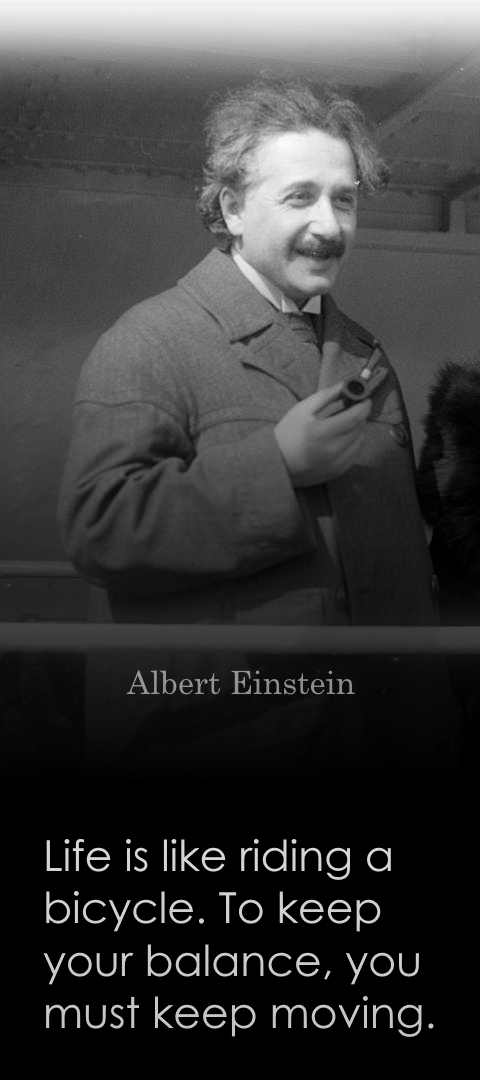 Albert Einstein
Life is like riding a
bicycle. To keep
your balance, you
must keep moving.